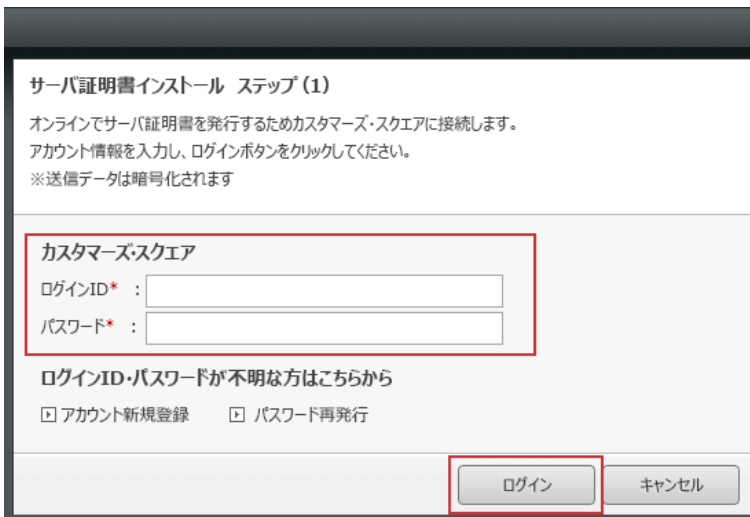 サーバ証明書インストール ステップ(1)
オンラインでサーバ証明書を発行するためカスタマーズ・スクエアに接続します。
アカウント情報を入力し、ログインボタンをクリックしてください。
※送信データは暗号化されます
カスタマーズ・スクエア
ログインID* :
パスワード* :
ログインID・パスワードが不明な方はこちらから
アカウント新規登録 パスワード再発行
ログイン キャンセル